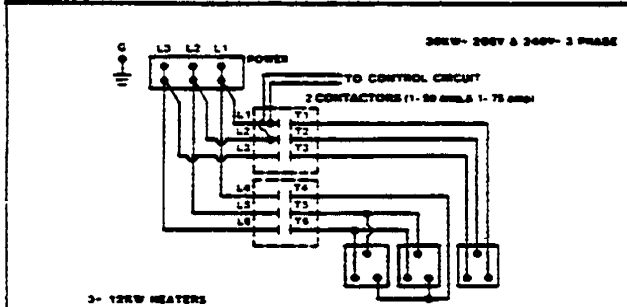 36KW- 208V & 240V- 3 PHASE
G L3 L2 L1
POWER
TO CONTROL CIRCUIT
2 CONTACTORS (1- 50 amp & 1- 75 amp)
L1 T1
L2 T2
L3 T3
L4 T4
L5 T5
L6 T6
3- 12KW HEATERS